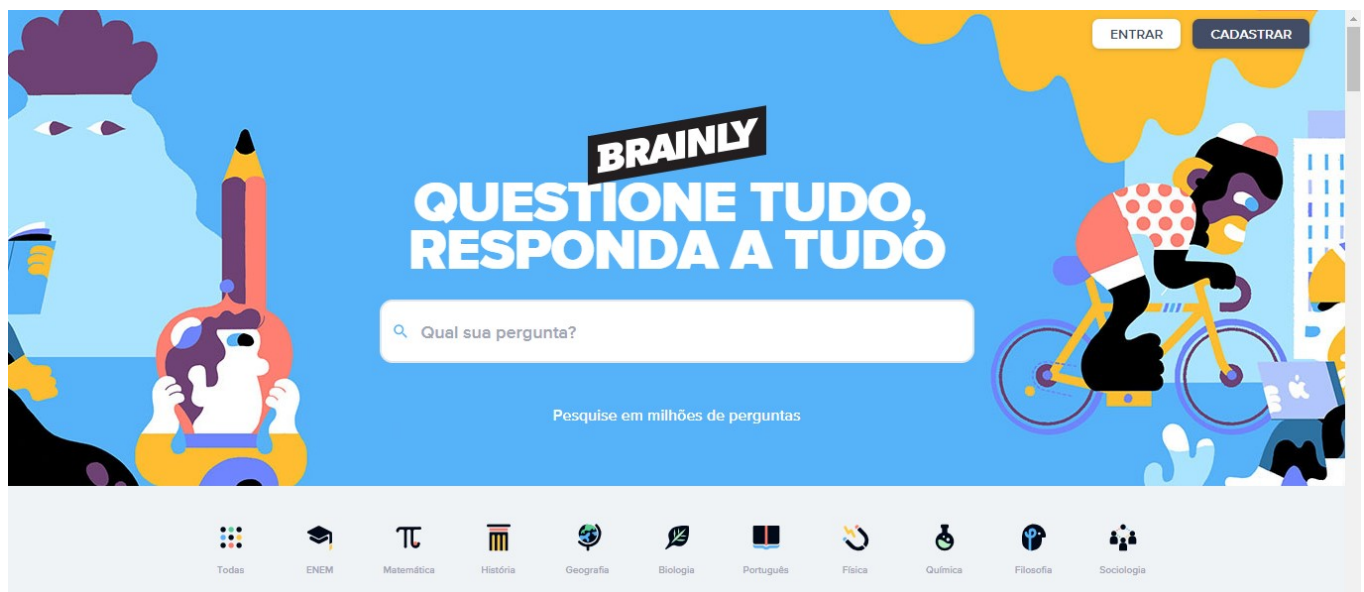 ENTRAR CADASTRAR
BRAINLY
QUESTIONE TUDO,
RESPONDA A TUDO
Qual sua pergunta?
Pesquise em milhões de perguntas
Todas ENEM Matemática História Geografia Biologia Português Física Química Filosofia Sociologia